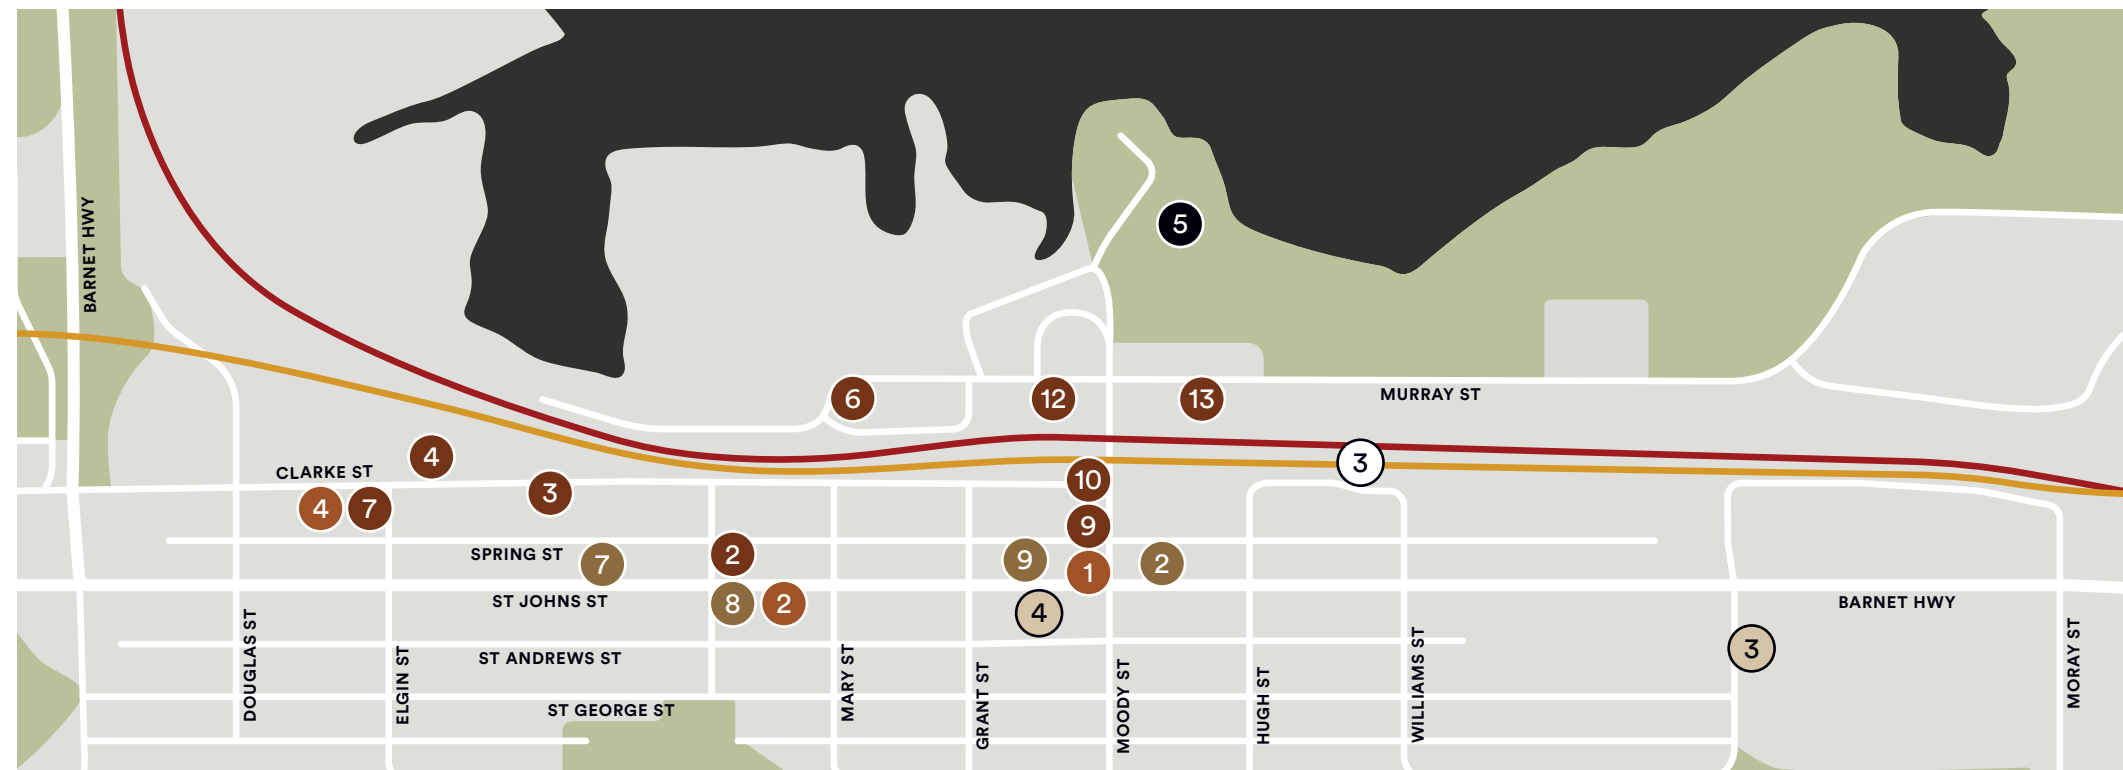 BARNET HWY
5
6
12
13
MURRAY ST
4
CLARKE ST
3
10
3
4
7
9
SPRING ST
7
2
9
1
2
ST JOHNS ST
8
2
4
BARNET HWY
ST ANDREWS ST
3
DOUGLAS ST
ELGIN ST
MARY ST
GRANT ST
MOODY ST
HUGH ST
WILLIAMS ST
MORAY ST
ST GEORGE ST